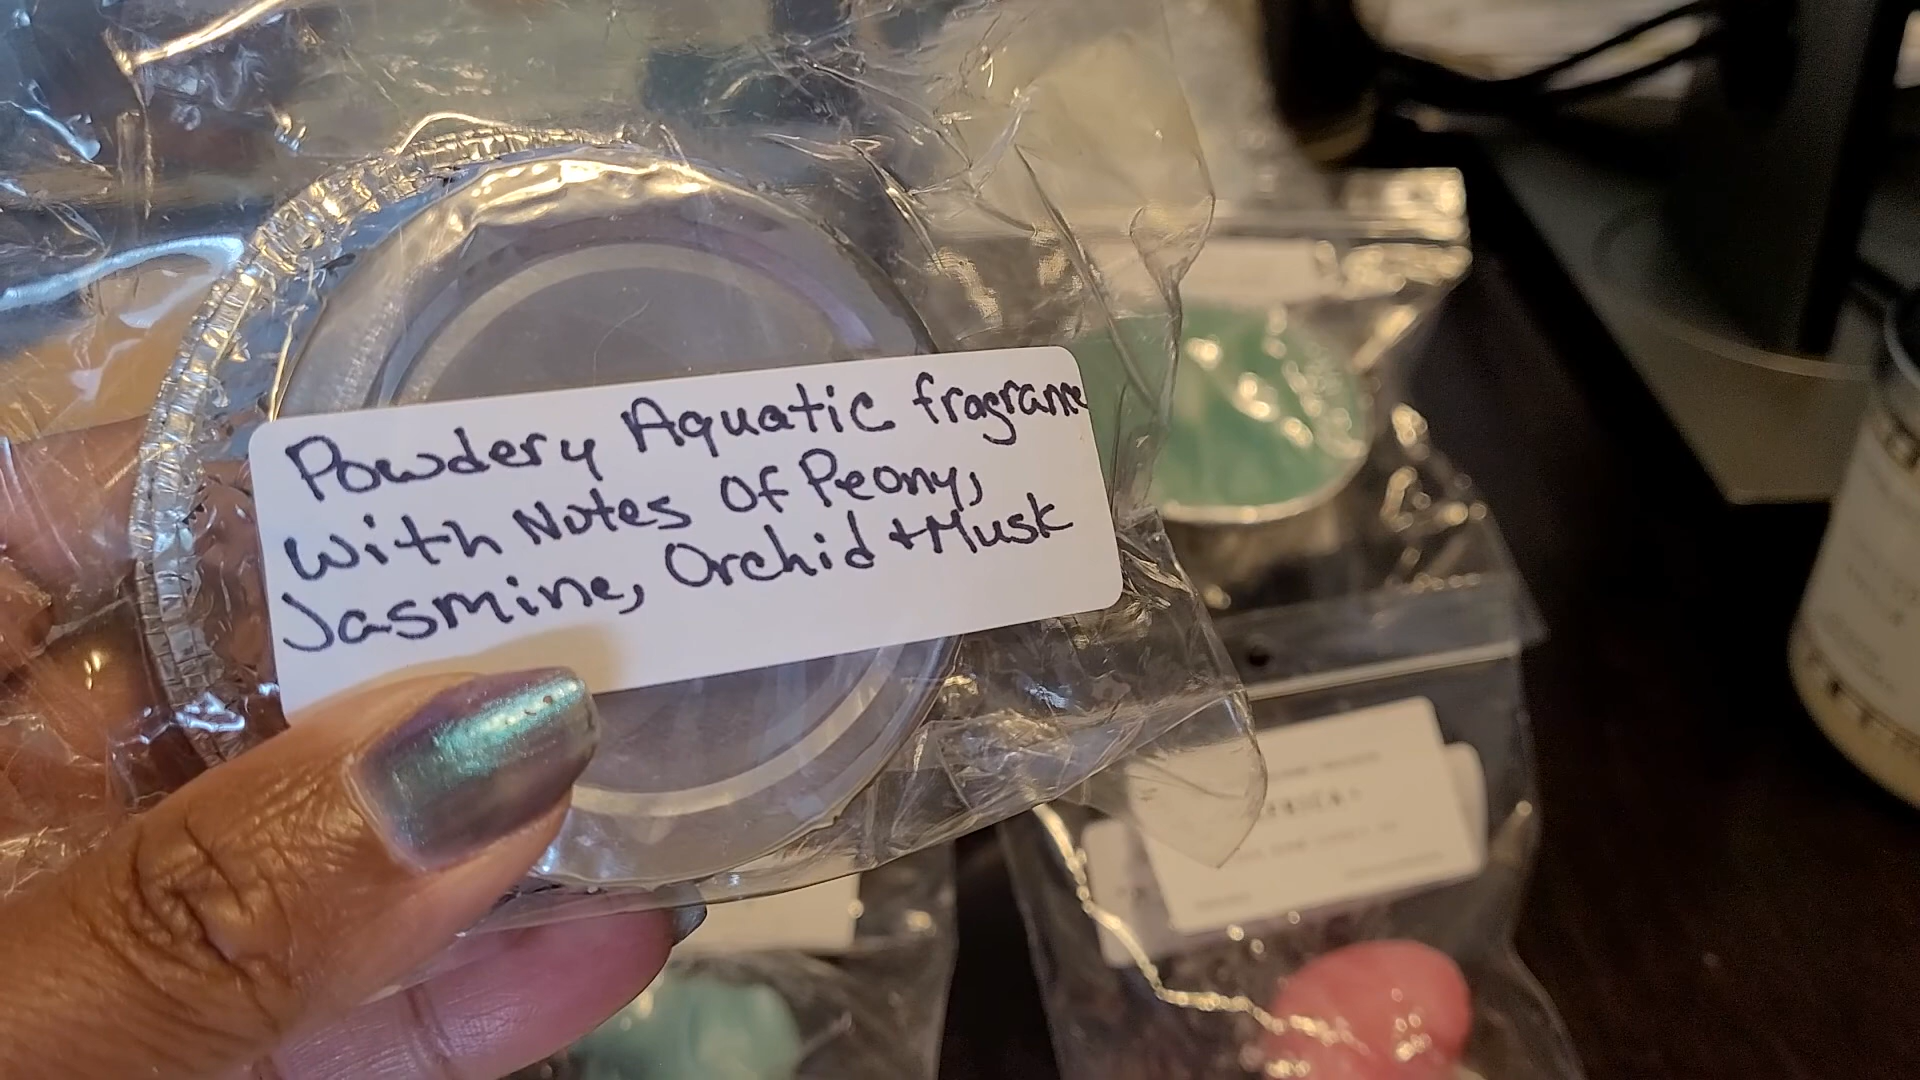 Powdery Aquatic fragrance
With Notes Of Peony,
Jasmine, Orchid + Musk